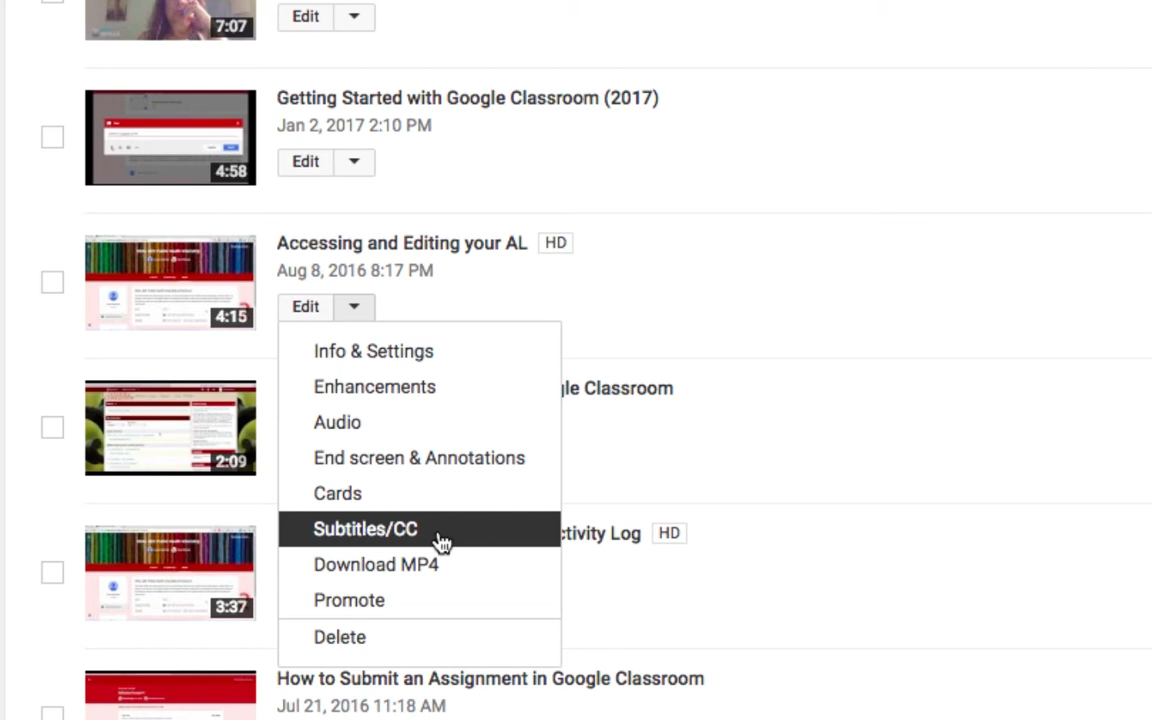 7:07
Edit
Getting Started with Google Classroom (2017)
Jan 2, 2017 2:10 PM
Edit
4:58
Accessing and Editing your AL HD
Aug 8, 2016 8:17 PM
Edit
4:15
Info & Settings
Enhancements
gle Classroom
Audio
End screen & Annotations
2:09
Cards
Subtitles/CC
ctivity Log HD
Download MP4
Promote
3:37
Delete
How to Submit an Assignment in Google Classroom
Jul 21, 2016 11:18 AM